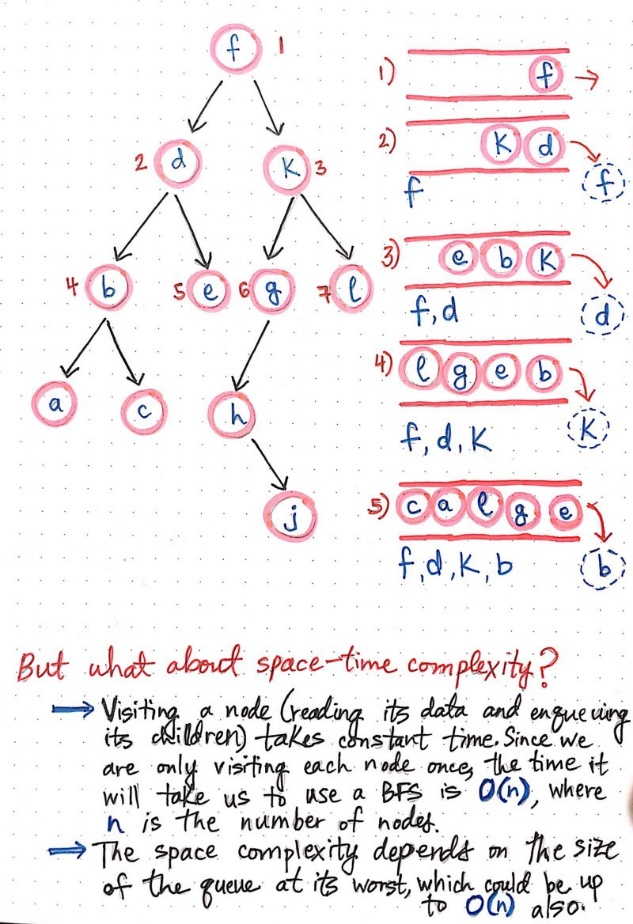 f 1
2 d K 3
4 b 5 e 6 g 7 l
a c h
j
1) f
2) K d
f f
3) e b K
f, d d
4) l g e b
f, d, K K
5) c a l g e
f, d, K, b b
But what about space-time complexity?
Visiting a node (reading its data and enqueuing
its children) takes constant time. Since we
are only visiting each node once, the time it
will take us to use a BFS is O(n), where
n is the number of nodes.
The space complexity depends on the size
of the queue at its worst, which could be up
to O(n) also.